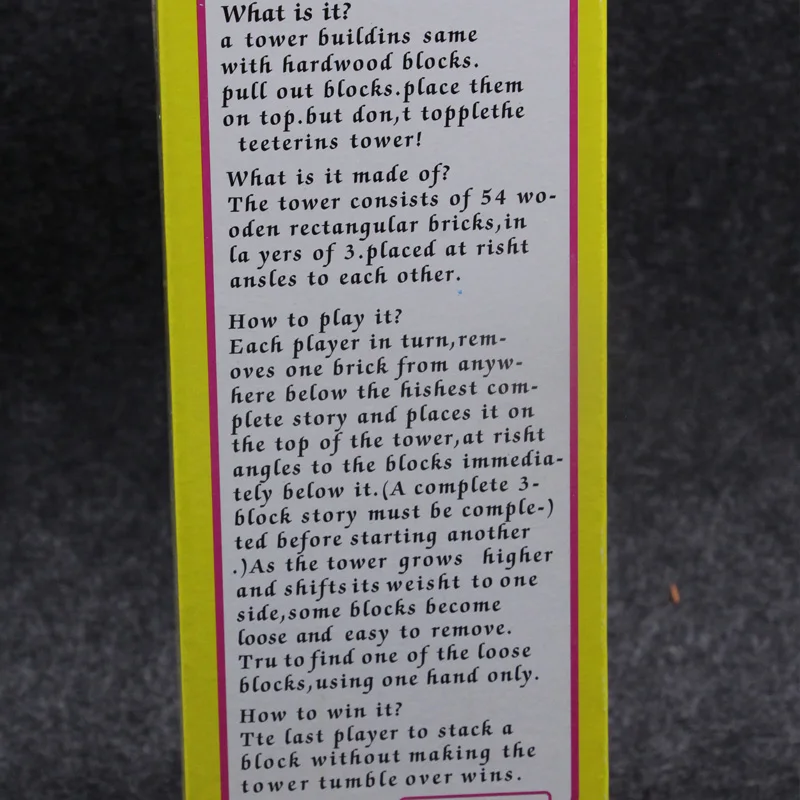 What is it?
a tower buildins same
with hardwood blocks.
pull out blocks.place them
on top.but don,t topplethe
teeterins tower!
What is it made of?
The tower consists of 54 wo-
oden rectangular bricks,in
la yers of 3.placed at risht
ansles to each other.
How to play it?
Each player in turn,rem-
oves one brick from anyw-
here below the hishest com-
plete story and places it on
the top of the tower,at risht
angles to the blocks immedia-
tely below it.(A complete 3-
block story must be comple-)
ted before starting another
.)As the tower grows higher
and shifts its weisht to one
side,some blocks become
loose and easy to remove.
Tru to find one of the loose
blocks,using one hand only.
How to win it?
Tte last player to stack a
block without making the
tower tumble over wins.